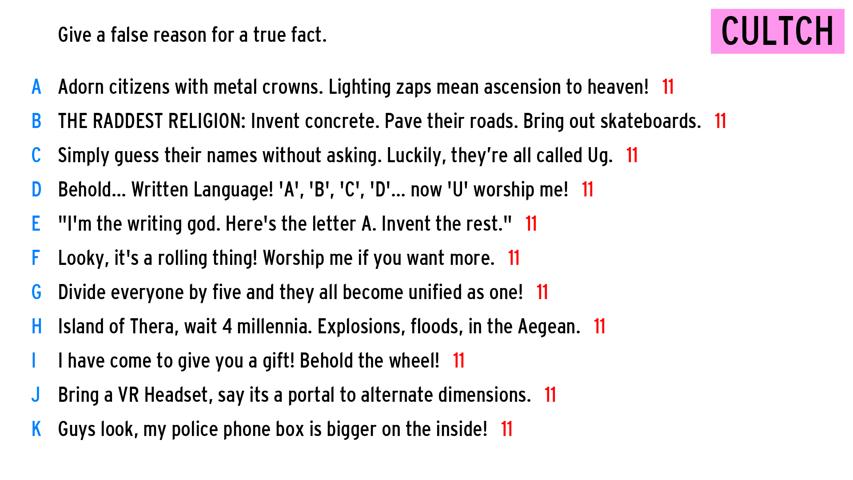 Give a false reason for a true fact.
CULTCH
A Adorn citizens with metal crowns. Lighting zaps mean ascension to heaven! 11
B THE RADDEST RELIGION: Invent concrete. Pave their roads. Bring out skateboards. 11
C Simply guess their names without asking. Luckily, they're all called Ug. 11
D Behold... Written Language! 'A', 'B', 'C', 'D'... now 'U' worship me! 11
E "I'm the writing god. Here's the letter A. Invent the rest." 11
F Looky, it's a rolling thing! Worship me if you want more. 11
G Divide everyone by five and they all become unified as one! 11
H Island of Thera, wait 4 millennia. Explosions, floods, in the Aegean. 11
I I have come to give you a gift! Behold the wheel! 11
J Bring a VR Headset, say its a portal to alternate dimensions. 11
K Guys look, my police phone box is bigger on the inside! 11